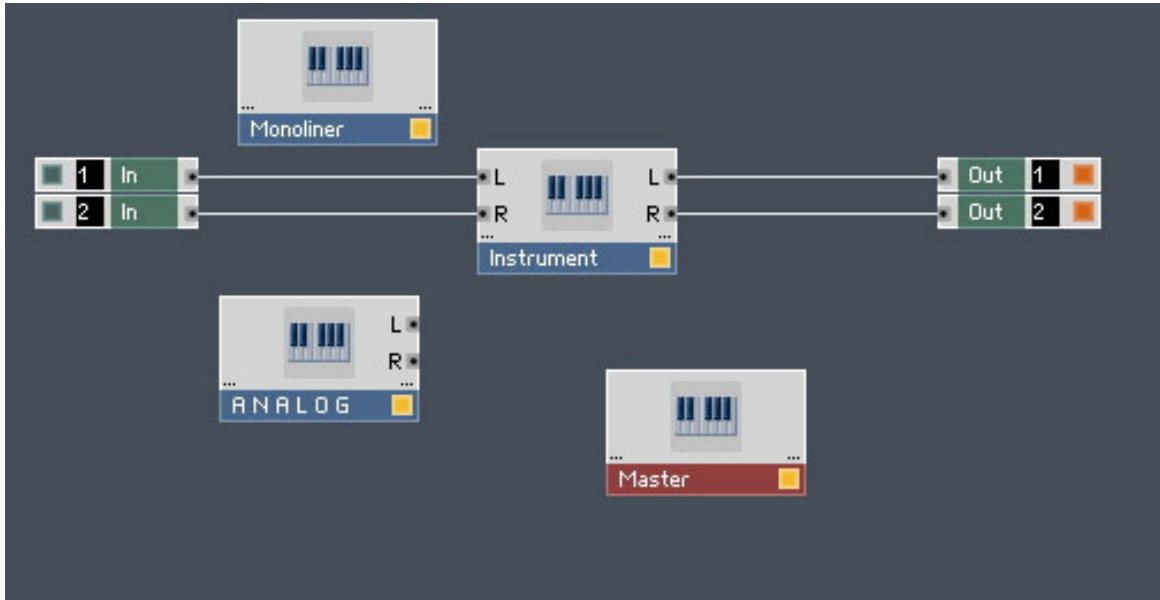 ... ...
Monoliner
1 In
2 In
L L
R R
... ...
Instrument
Out 1
Out 2
L
R
... ...
ANALOG
... ...
Master